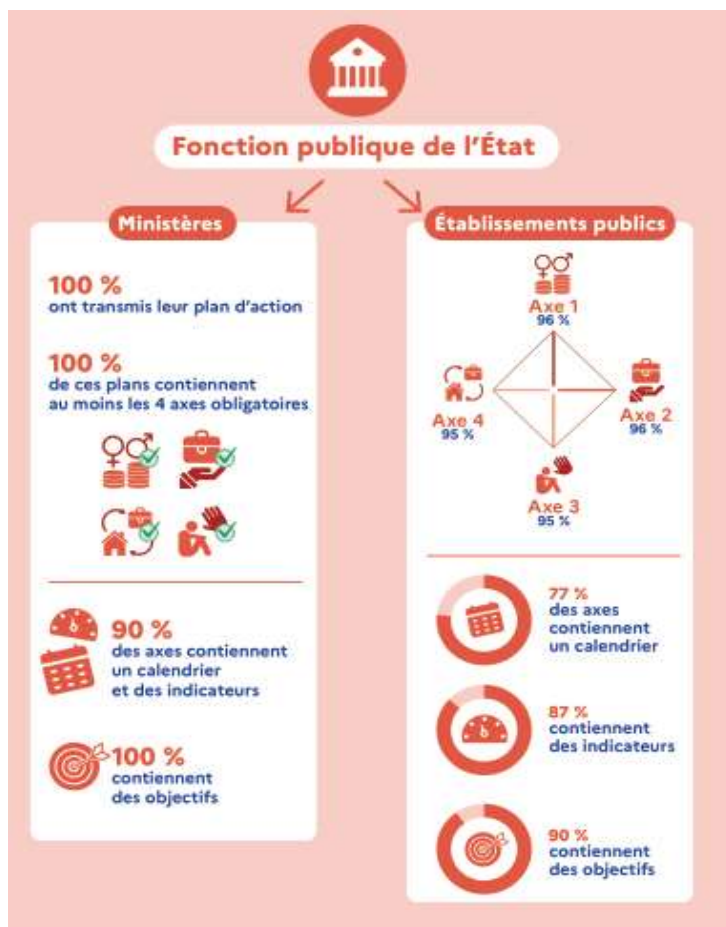 Fonction publique de l'État
Ministères
100 %
ont transmis leur plan d'action
100 %
de ces plans contiennent
au moins les 4 axes obligatoires
90 %
des axes contiennent
un calendrier
et des indicateurs
100 %
contiennent
des objectifs
Établissements publics
Axe 1
96 %
Axe 4
95 %
Axe 2
96 %
Axe 3
95 %
77 %
des axes
contiennent
un calendrier
87 %
contiennent
des indicateurs
90 %
contiennent
des objectifs